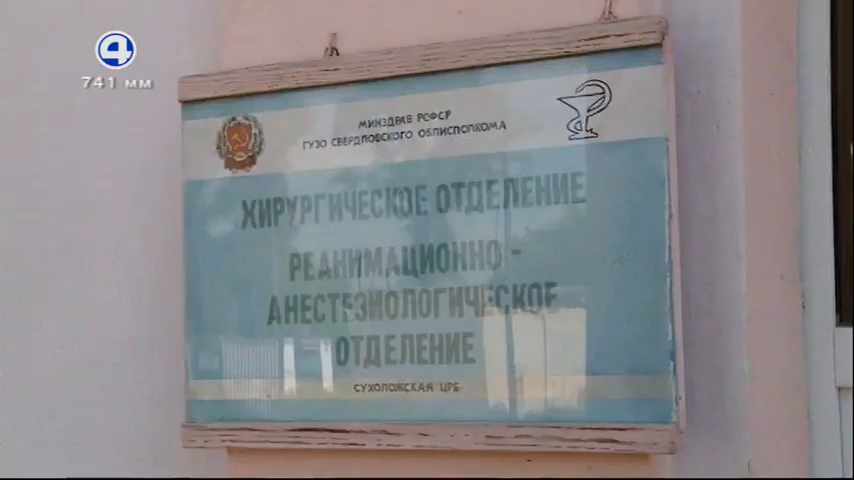 4
741 мм
МИНЗДРАВ РСФСР
ГУЗО СВЕРДЛОВСКОГО ОБЛИСПОЛКОМА
ХИРУРГИЧЕСКОЕ ОТДЕЛЕНИЕ
РЕАНИМАЦИОННО-
АНЕСТЕЗИОЛОГИЧЕСКОЕ
ОТДЕЛЕНИЕ
СУХОЛОЖСКАЯ ЦРБ